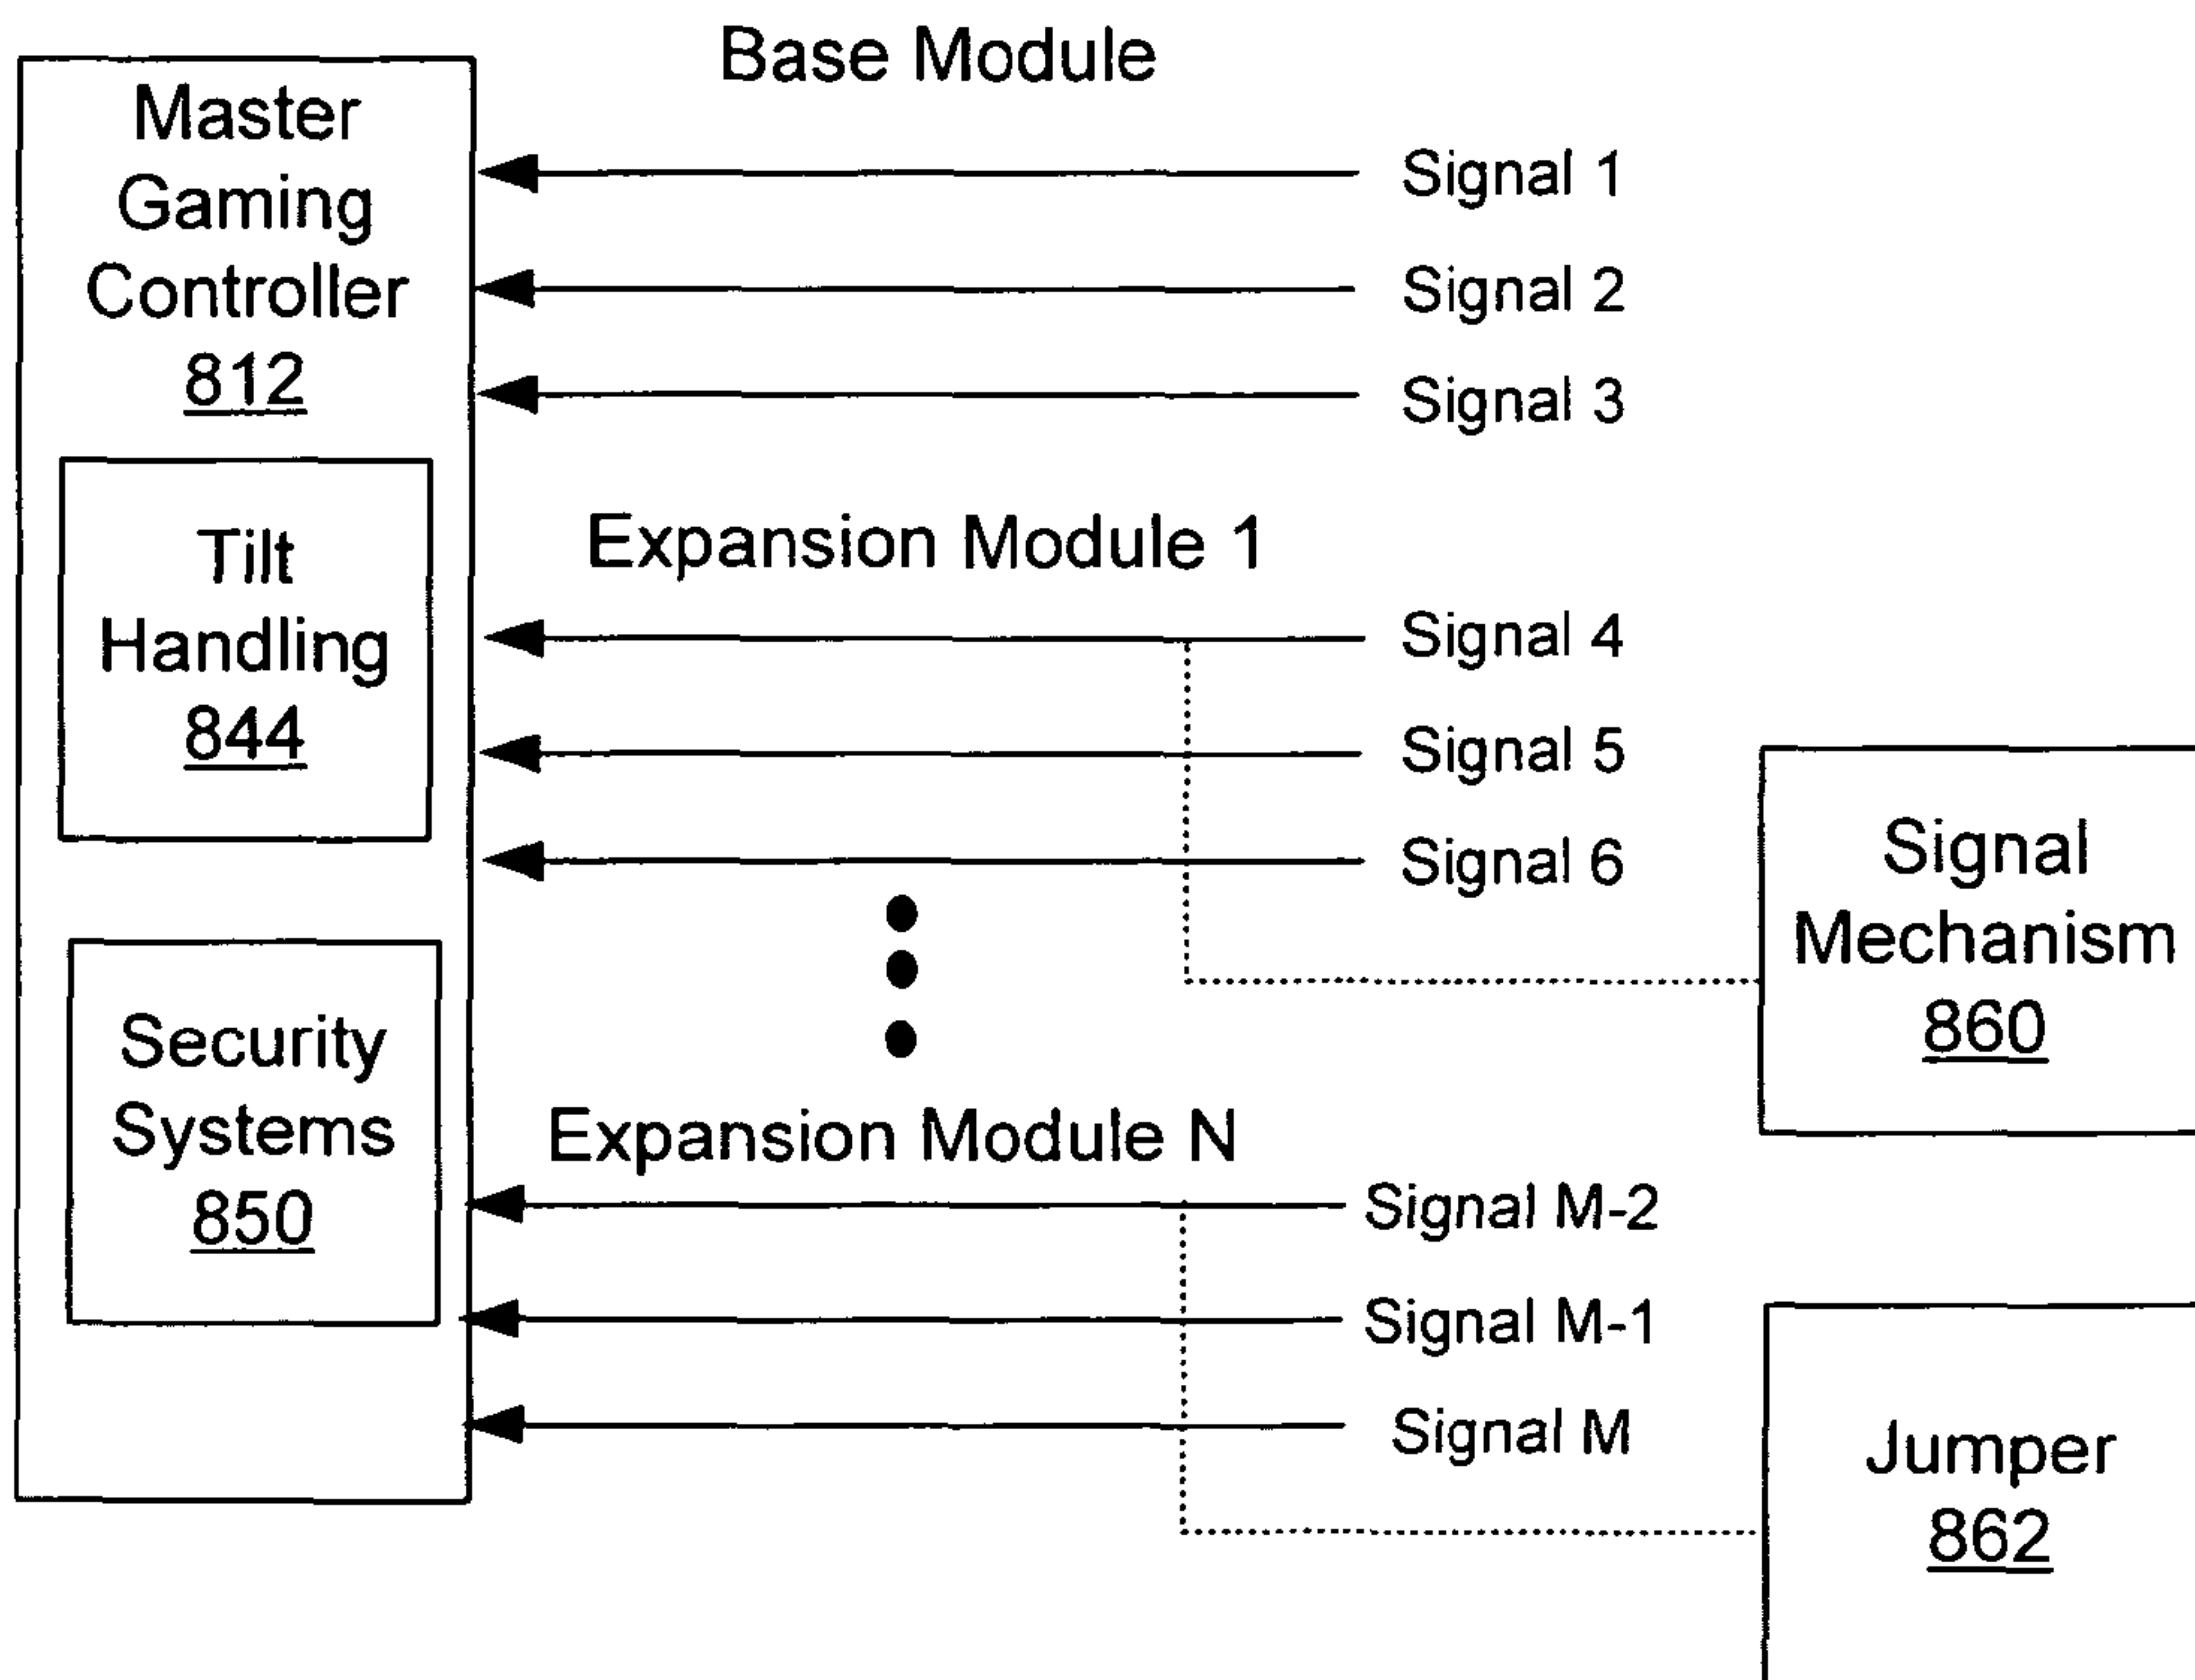 Master
Gaming
Controller
812
Tilt
Handling
844
Security
Systems
850
Base Module
Signal 1
Signal 2
Signal 3
Expansion Module 1
Signal 4
Signal 5
Signal 6
Expansion Module N
Signal M-2
Signal M-1
Signal M
Signal
Mechanism
860
Jumper
862